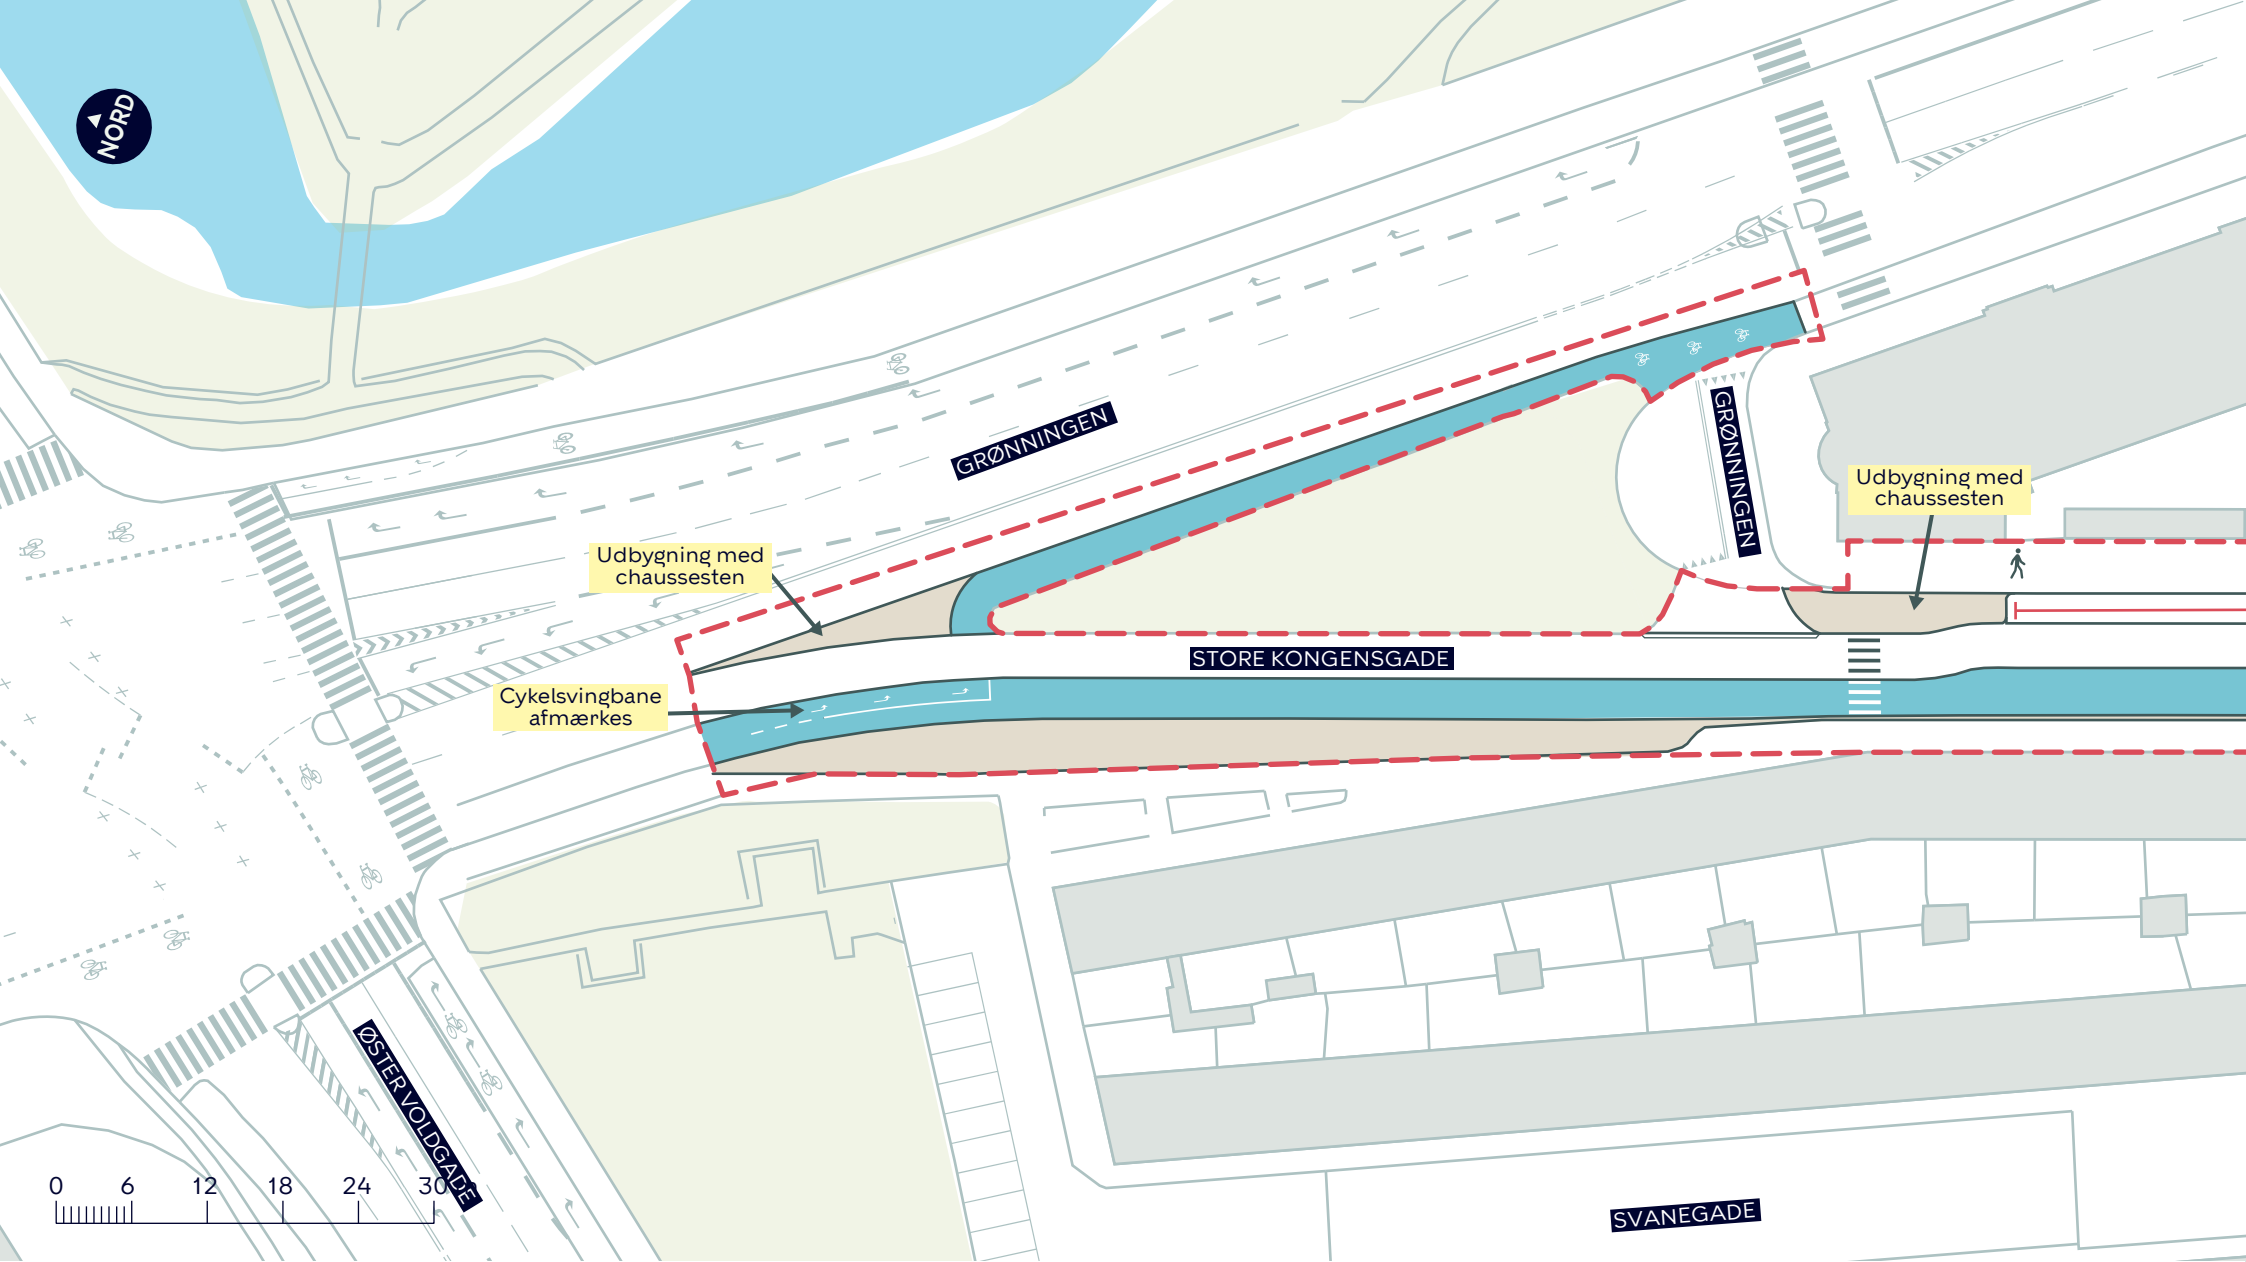 NORD
GRØNNINGEN
GRØNNINGEN
Udbygning med
chaussesten
Udbygning med
chaussesten
STORE KONGENSGADE
Cykelsvingbane
afmærkes
ØSTER VOLDGADE
0 6 12 18 24 30
SVANEGADE